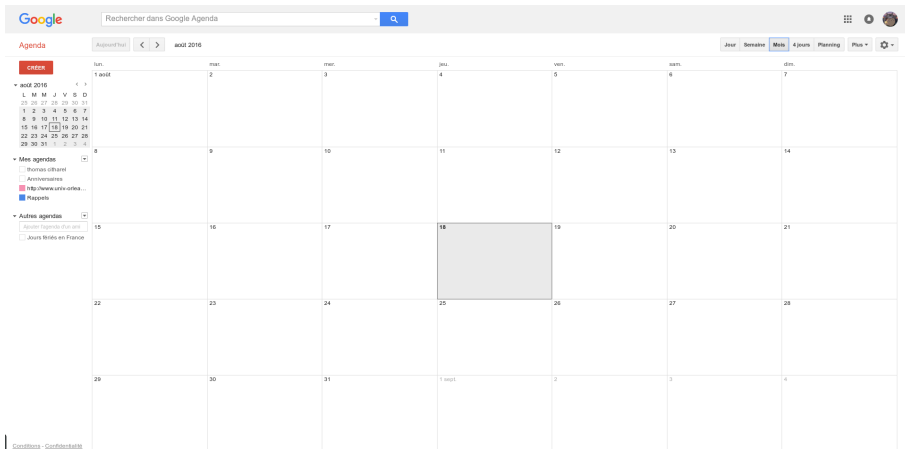 Google
Rechercher dans Google Agenda
Agenda
Aujourd'hui
août 2016
Jour Semaine Mois 4 jours Planning Plus
CRÉER
août 2016
L M M J V S D
25 26 27 28 29 30 31
1 2 3 4 5 6 7
8 9 10 11 12 13 14
15 16 17 18 19 20 21
22 23 24 25 26 27 28
29 30 31 1 2 3 4
Mes agendas
thomas citharel
Anniversaires
http://www.univ-orlea...
Rappels
Autres agendas
Ajouter l'agenda d'un ami
Jours fériés en France
lun. mar. mer. jeu. ven. sam. dim.
1 août 2 3 4 5 6 7
8 9 10 11 12 13 14
15 16 17 18 19 20 21
22 23 24 25 26 27 28
29 30 31 1 sept. 2 3 4
Conditions - Confidentialité